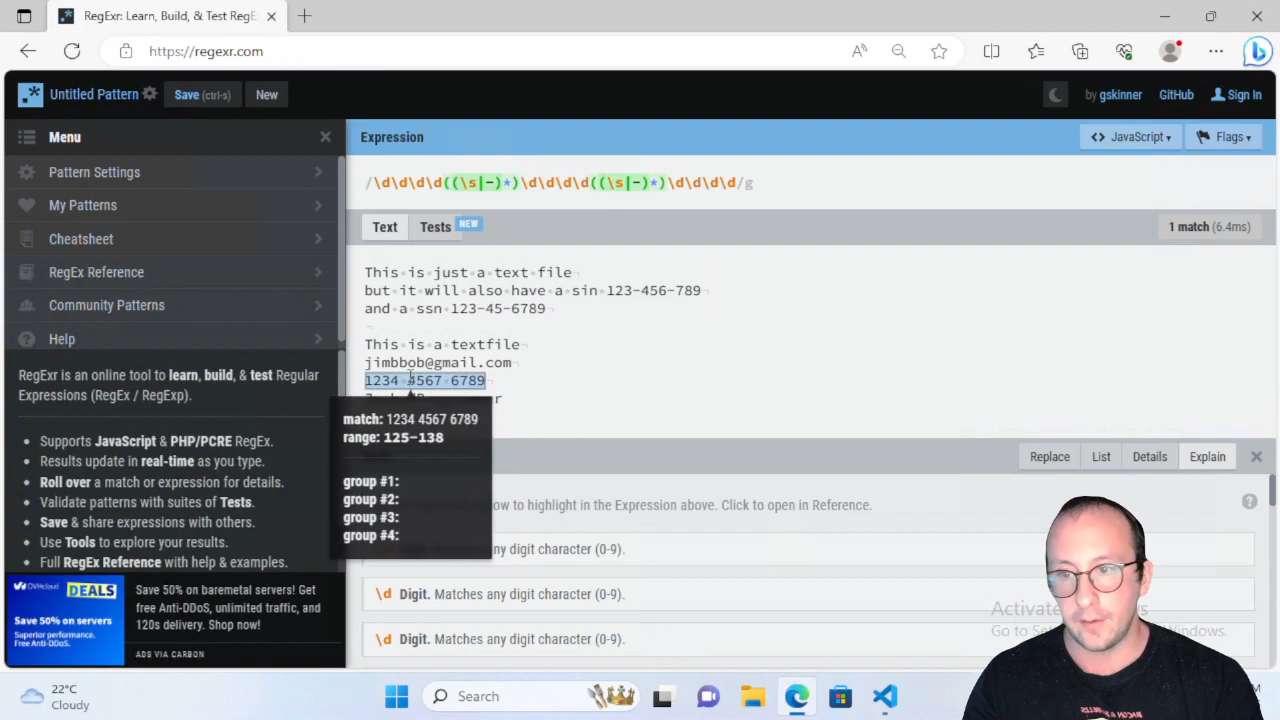 RegExr: Learn, Build, & Test RegE
https://regexr.com
Untitled Pattern
Save (ctrl-s)
New
by gskinner
GitHub
Sign In
Menu
Pattern Settings
My Patterns
Cheatsheet
RegEx Reference
Community Patterns
Help
RegExr is an online tool to learn, build, & test Regular
Expressions (RegEx / RegExp).
Supports JavaScript & PHP/PCRE RegEx.
Results update in real-time as you type.
Roll over a match or expression for details.
Validate patterns with suites of Tests.
Save & share expressions with others.
Use Tools to explore your results.
Full RegEx Reference with help & examples.
OVHcloud
DEALS
Save 50% on servers
Superior performance.
Free Anti-DDoS.
Save 50% on baremetal servers! Get
free Anti-DDoS, unlimited traffic, and
120s delivery. Shop now!
ADS VIA CARBON
Expression
JavaScript
Flags
/\d\d\d\d((\s|-)*)\d\d\d\d((\s|-)*)\d\d\d\d/g
Text
Tests
NEW
1 match (6.4ms)
This is just a text file
but it will also have a sin 123-456-789
and a ssn 123-45-6789
This is a textfile
jimbbob@gmail.com
1234 4567 6789
match: 1234 4567 6789
range: 125-138
group #1:
group #2:
group #3:
group #4:
Replace
List
Details
Explain
to highlight in the Expression above. Click to open in Reference.
character (0-9).
\d Digit. Matches any digit character (0-9).
\d Digit. Matches any digit character (0-9).
Activate
Go to Set
Windows.
22°C
Cloudy
Search